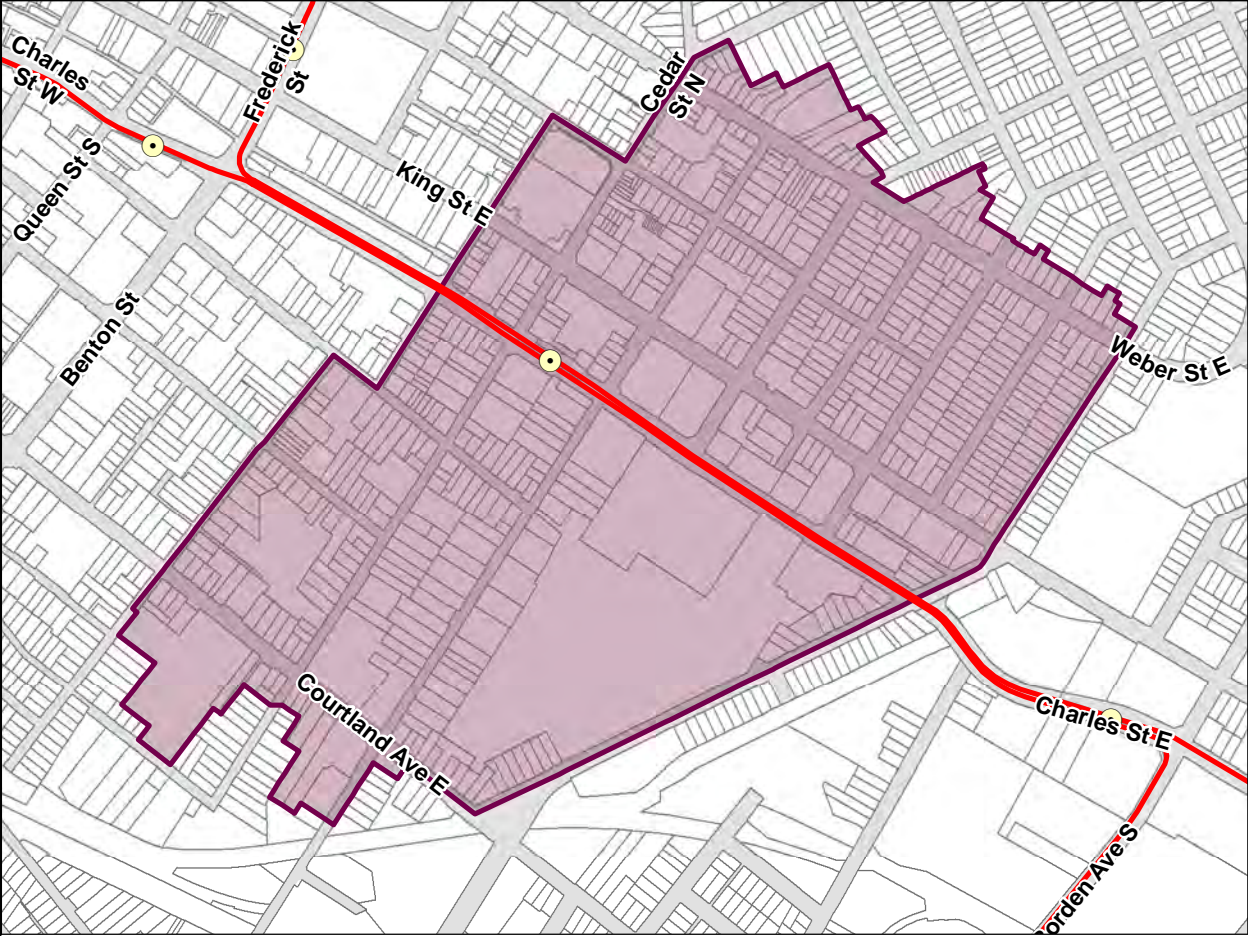 Charles
St W
Frederick
St
Cedar
St N
Queen St S
King St E
Benton St
Weber St E
Courtland Ave E
Charles St E
Borden Ave S